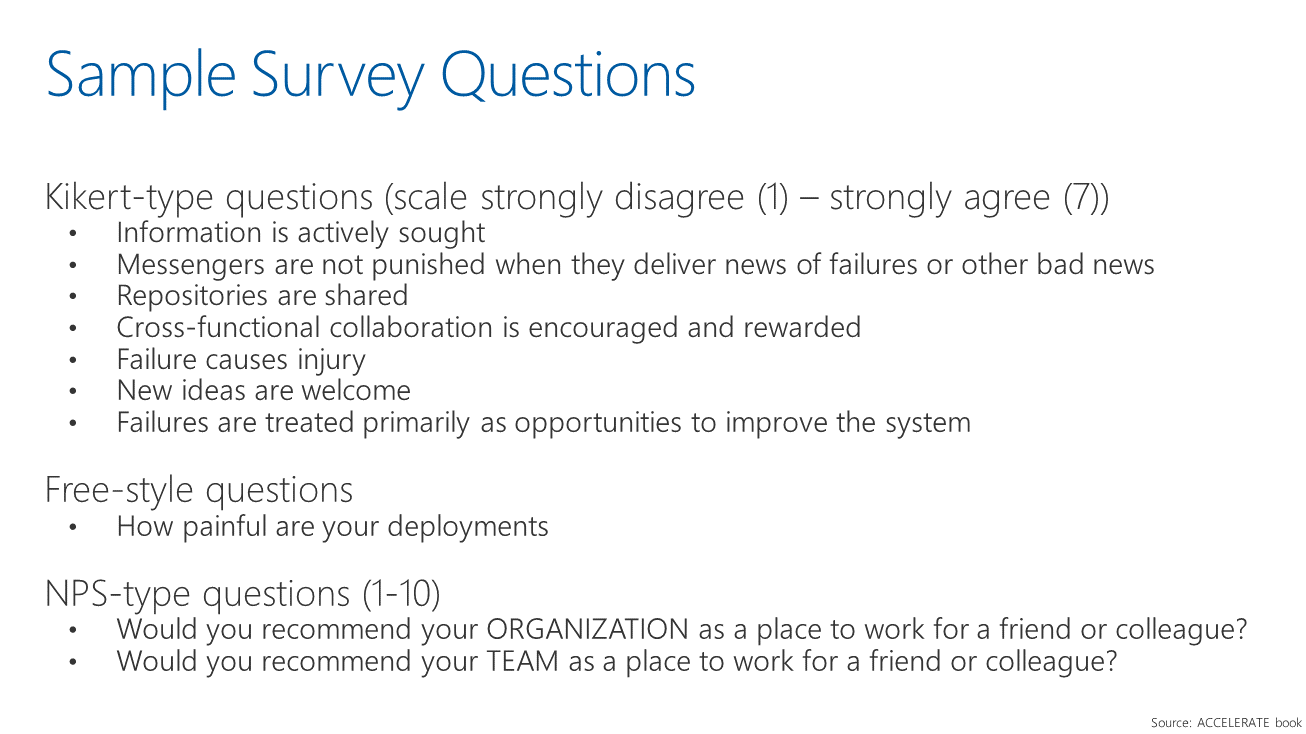 Sample Survey Questions
Kikert-type questions (scale strongly disagree (1) – strongly agree (7))
• Information is actively sought
• Messengers are not punished when they deliver news of failures or other bad news
• Repositories are shared
• Cross-functional collaboration is encouraged and rewarded
• Failure causes injury
• New ideas are welcome
• Failures are treated primarily as opportunities to improve the system
Free-style questions
• How painful are your deployments
NPS-type questions (1-10)
• Would you recommend your ORGANIZATION as a place to work for a friend or colleague?
• Would you recommend your TEAM as a place to work for a friend or colleague?
Source: ACCELERATE book